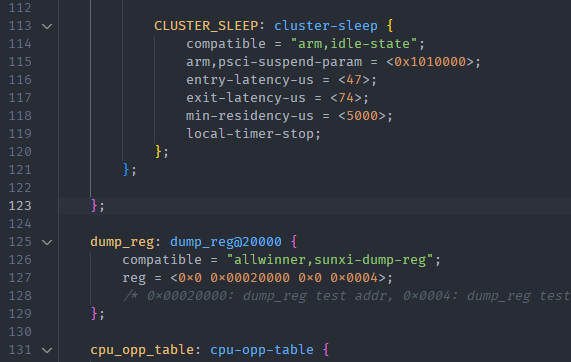 112
113 CLUSTER_SLEEP: cluster-sleep {
114 compatible = "arm,idle-state";
115 arm,psci-suspend-param = <0x1010000>;
116 entry-latency-us = <47>;
117 exit-latency-us = <74>;
118 min-residency-us = <5000>;
119 local-timer-stop;
120 };
121 };
122
123 };
124
125 dump_reg: dump_reg@20000 {
126 compatible = "allwinner,sunxi-dump-reg";
127 reg = <0x0 0x00020000 0x0 0x0004>;
128 /* 0x00020000: dump_reg test addr, 0x0004: dump_reg test
129 };
130
131 cpu_opp_table: cpu-opp-table {